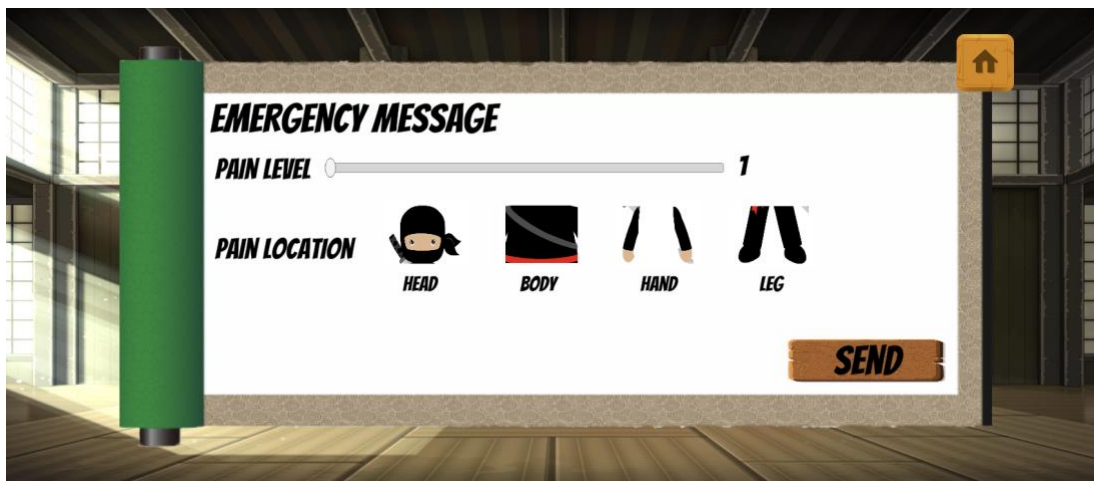 EMERGENCY MESSAGE
PAIN LEVEL 1
PAIN LOCATION
HEAD BODY HAND LEG
SEND